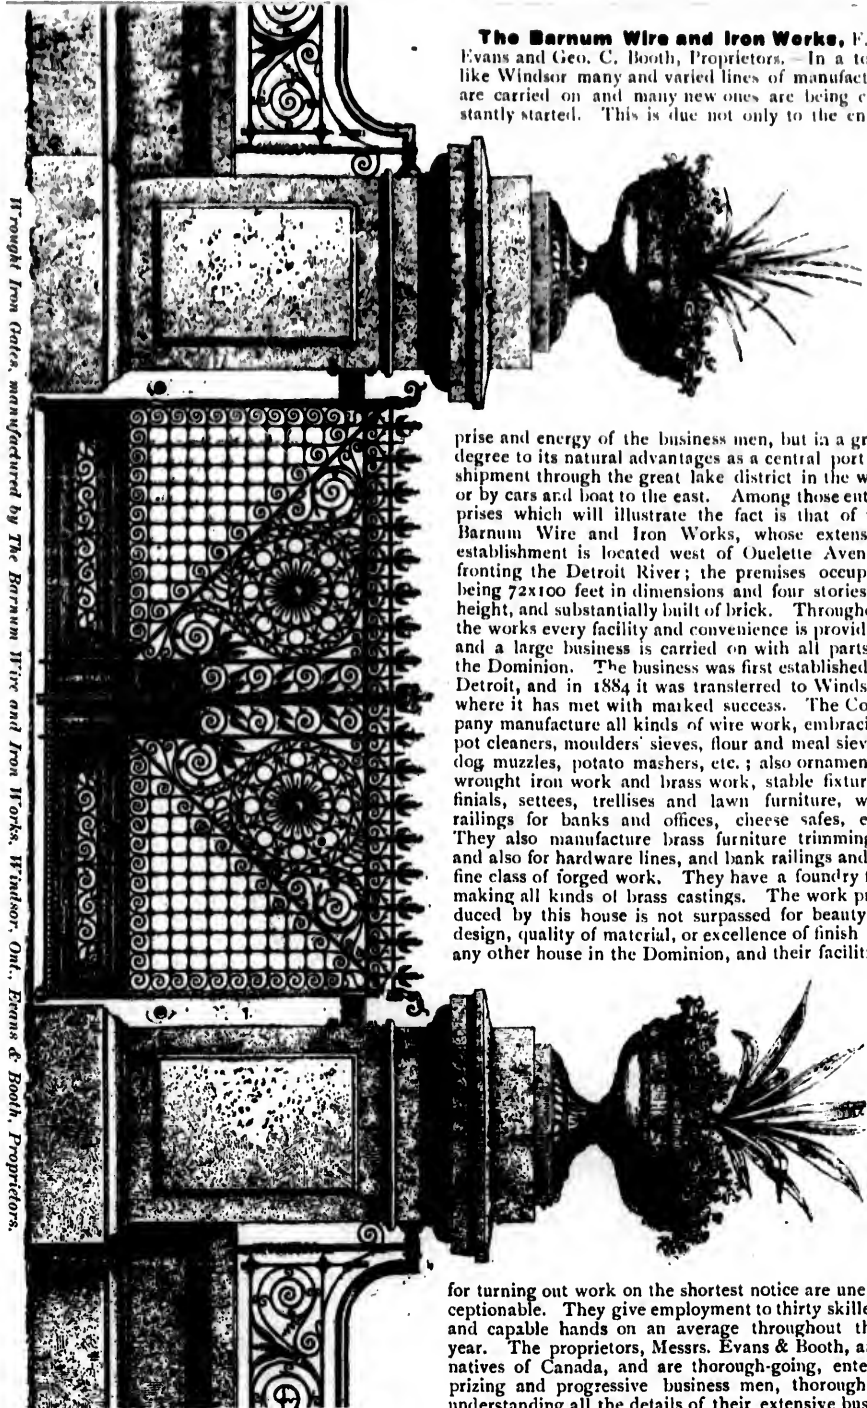 The Barnum Wire and Iron Works, F.
Evans and Geo. C. Booth, Proprietors. In a to
like Windsor many and varied lines of manufact
are carried on and many new ones are being c
stantly started. This is due not only to the en
prise and energy of the business men, but in a gr
degree to its natural advantages as a central port
shipment through the great lake district in the w
or by cars and boat to the east. Among those ent
prises which will illustrate the fact is that of
Barnum Wire and Iron Works, whose extens
establishment is located west of Ouelette Aven
fronting the Detroit River; the premises occup
being 72x100 feet in dimensions and four stories
height, and substantially built of brick. Througho
the works every facility and convenience is provid
and a large business is carried on with all parts
the Dominion. The business was first established
Detroit, and in 1884 it was transferred to Winds
where it has met with marked success. The Co
pany manufacture all kinds of wire work, embraci
pot cleaners, moulders' sieves, flour and meal siev
dog muzzles, potato mashers, etc.; also ornamen
wrought iron work and brass work, stable fixtur
finials, settees, trellises and lawn furniture, w
railings for banks and offices, cheese safes, e
They also manufacture brass furniture trimming
and also for hardware lines, and bank railings and
fine class of forged work. They have a foundry f
making all kinds of brass castings. The work pr
duced by this house is not surpassed for beauty
design, quality of material, or excellence of finish
any other house in the Dominion, and their faciliti
for turning out work on the shortest notice are une
ceptionable. They give employment to thirty skille
and capable hands on an average throughout th
year. The proprietors, Messrs. Evans & Booth, a
natives of Canada, and are thorough-going, ente
prizing and progressive business men, thorough
understanding all the details of their extensive bus
Wrought Iron Gates, manufactured by The Barnum Wire and Iron Works, Windsor, Ont., Evans & Booth, Proprietors.